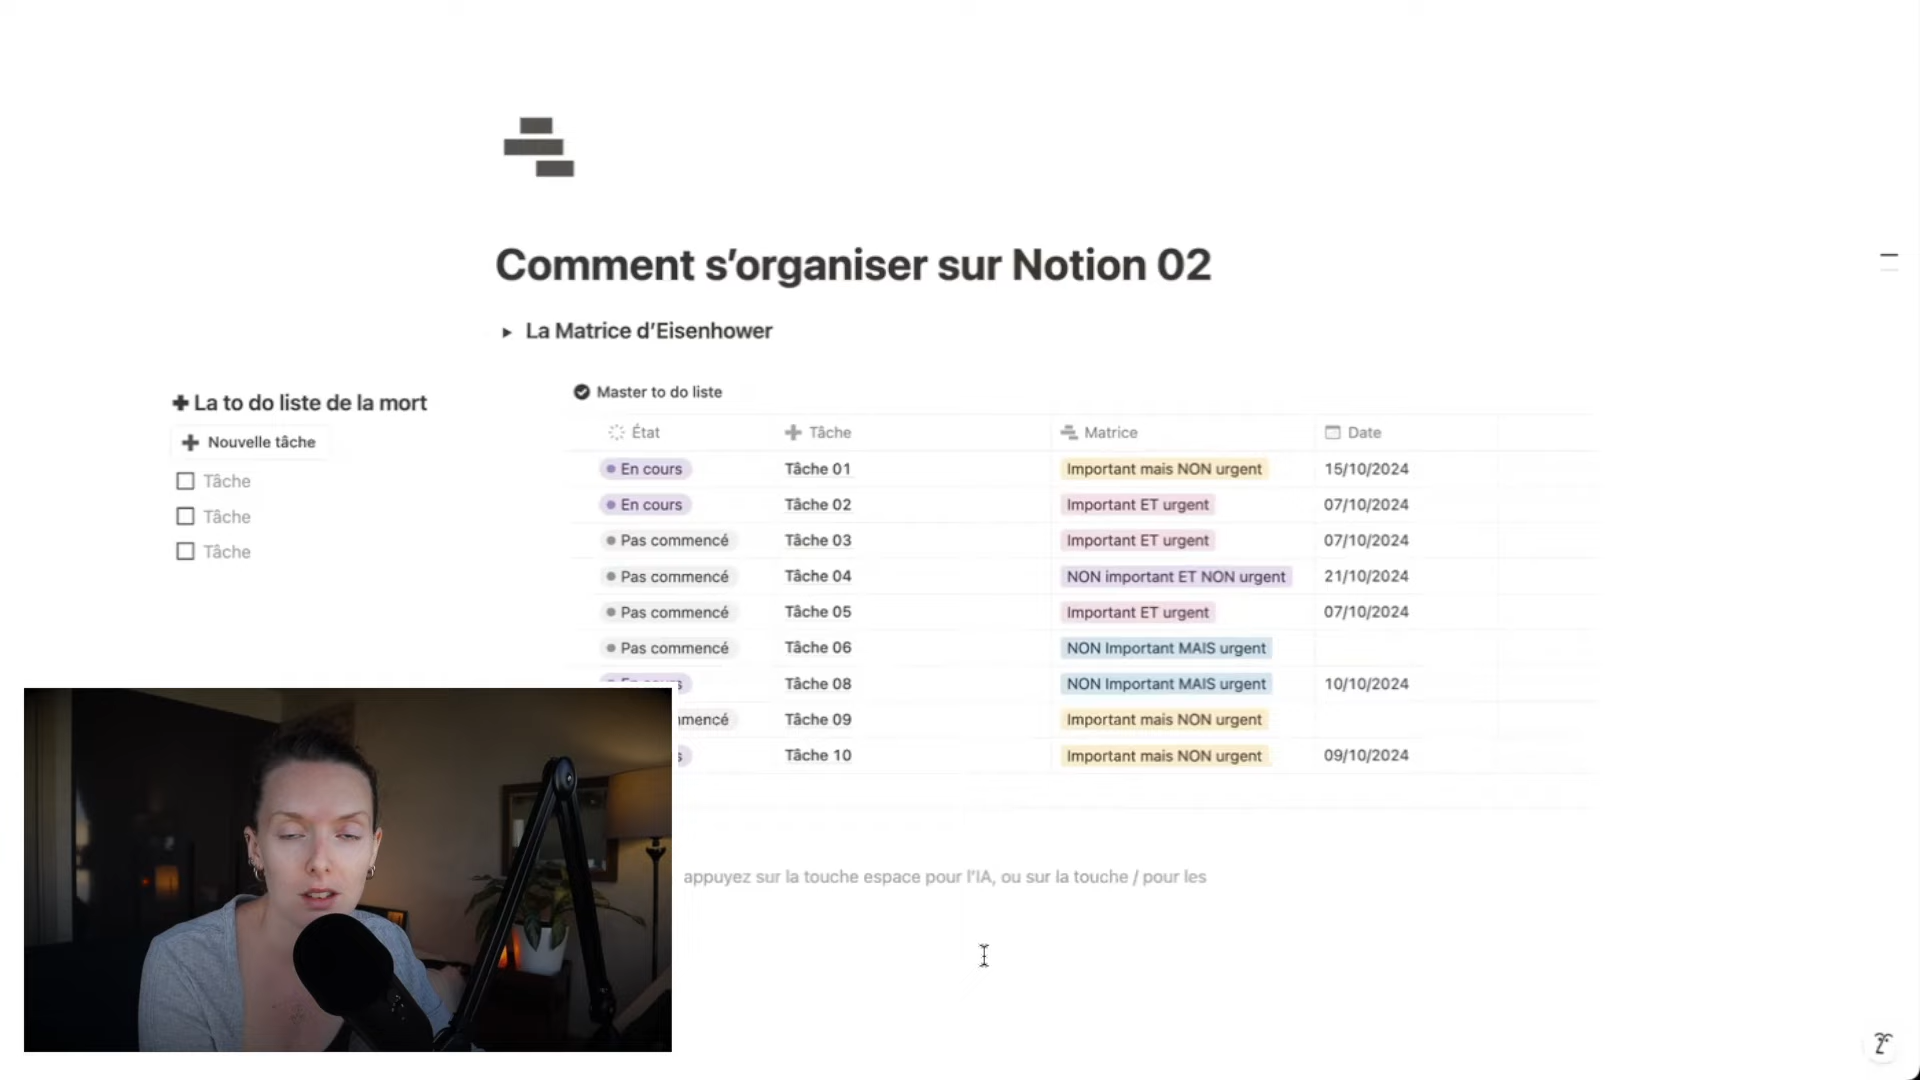 Comment s’organiser sur Notion 02
La Matrice d’Eisenhower
La to do liste de la mort
Nouvelle tâche
Tâche
Tâche
Tâche
Master to do liste
État Tâche Matrice Date
En cours Tâche 01 Important mais NON urgent 15/10/2024
En cours Tâche 02 Important ET urgent 07/10/2024
Pas commencé Tâche 03 Important ET urgent 07/10/2024
Pas commencé Tâche 04 NON important ET NON urgent 21/10/2024
Pas commencé Tâche 05 Important ET urgent 07/10/2024
Pas commencé Tâche 06 NON Important MAIS urgent
Tâche 08 NON Important MAIS urgent 10/10/2024
mencé Tâche 09 Important mais NON urgent
s Tâche 10 Important mais NON urgent 09/10/2024
appuyez sur la touche espace pour l’IA, ou sur la touche / pour les